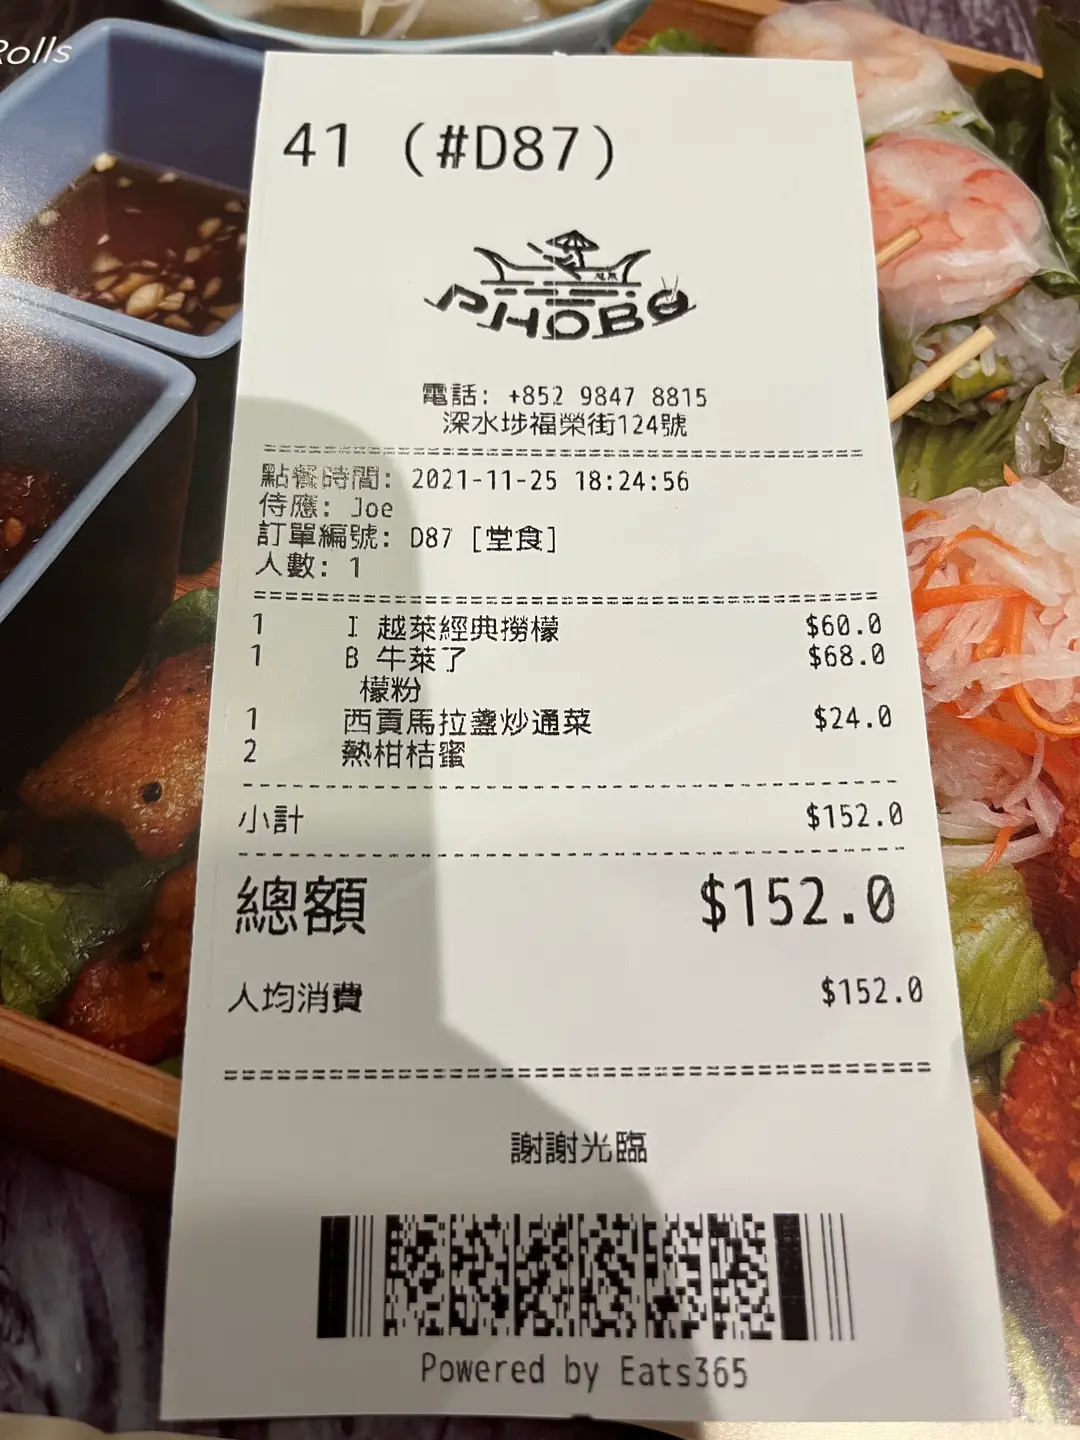 Rolls
41 (#D87)
PHOBO
電話: +852 9847 8815
深水埗福榮街124號
點餐時間: 2021-11-25 18:24:56
侍應: Joe
訂單編號: D87 [堂食]
人數: 1
1 I 越萊經典撈檬 $60.0
1 B 牛萊了 $68.0
檬粉
1 西貢馬拉盞炒通菜 $24.0
2 熱柑桔蜜
小計 $152.0
總額 $152.0
人均消費 $152.0
謝謝光臨
Powered by Eats365